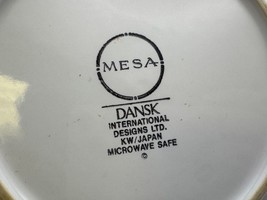 MESA
DANSK
INTERNATIONAL
DESIGNS LTD.
KW/JAPAN
MICROWAVE SAFE
©